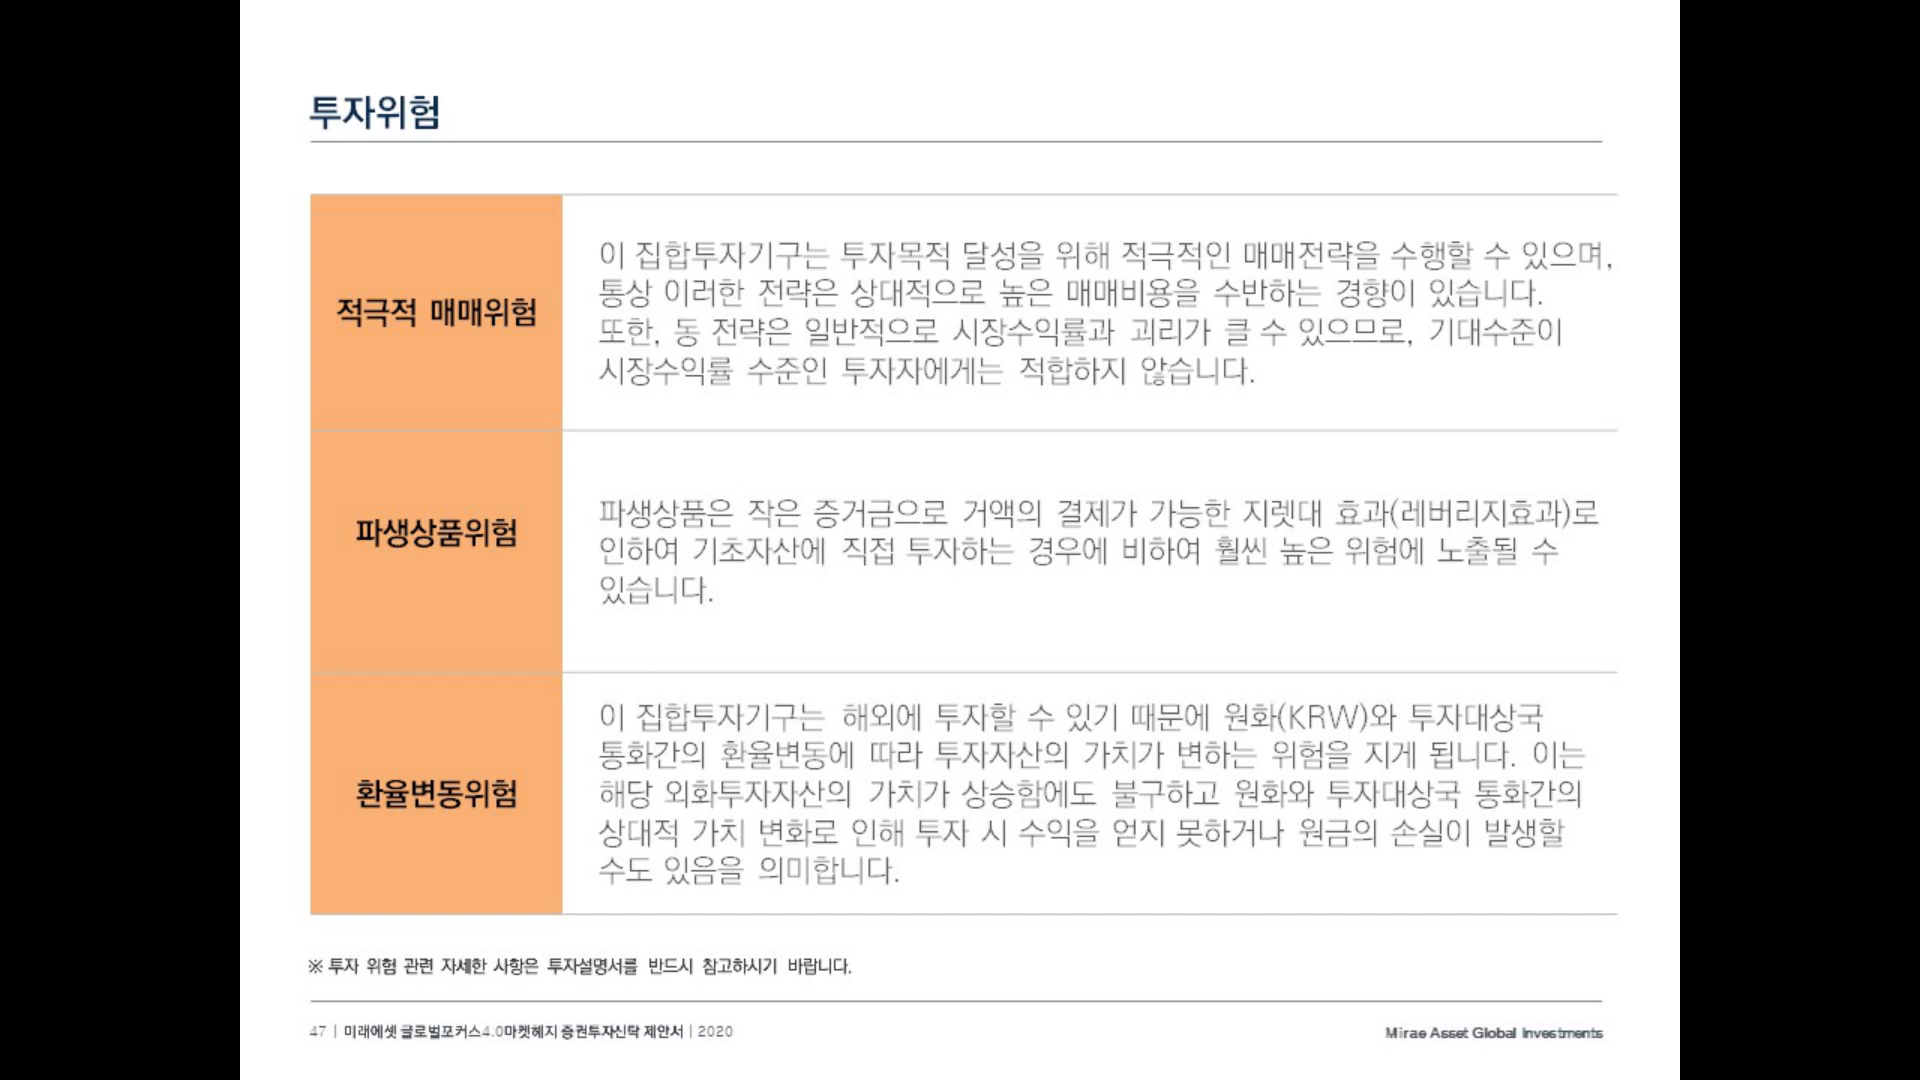 투자위험
적극적 매매위험
이 집합투자기구는 투자목적 달성을 위해 적극적인 매매전략을 수행할 수 있으며,
통상 이러한 전략은 상대적으로 높은 매매비용을 수반하는 경향이 있습니다.
또한, 동 전략은 일반적으로 시장수익률과 괴리가 클 수 있으므로, 기대수준이
시장수익률 수준인 투자자에게는 적합하지 않습니다.
파생상품위험
파생상품은 작은 증거금으로 거액의 결제가 가능한 지렛대 효과(레버리지효과)로
인하여 기초자산에 직접 투자하는 경우에 비하여 훨씬 높은 위험에 노출될 수
있습니다.
환율변동위험
이 집합투자기구는 해외에 투자할 수 있기 때문에 원화(KRW)와 투자대상국
통화간의 환율변동에 따라 투자자산의 가치가 변하는 위험을 지게 됩니다. 이는
해당 외화투자자산의 가치가 상승함에도 불구하고 원화와 투자대상국 통화간의
상대적 가치 변화로 인해 투자 시 수익을 얻지 못하거나 원금의 손실이 발생할
수도 있음을 의미합니다.
※ 투자 위험 관련 자세한 사항은 투자설명서를 반드시 참고하시기 바랍니다.
47 | 미래에셋 글로벌포커스4.0마켓헤지 증권투자신탁 제안서 | 2020
Mirae Asset Global Investments